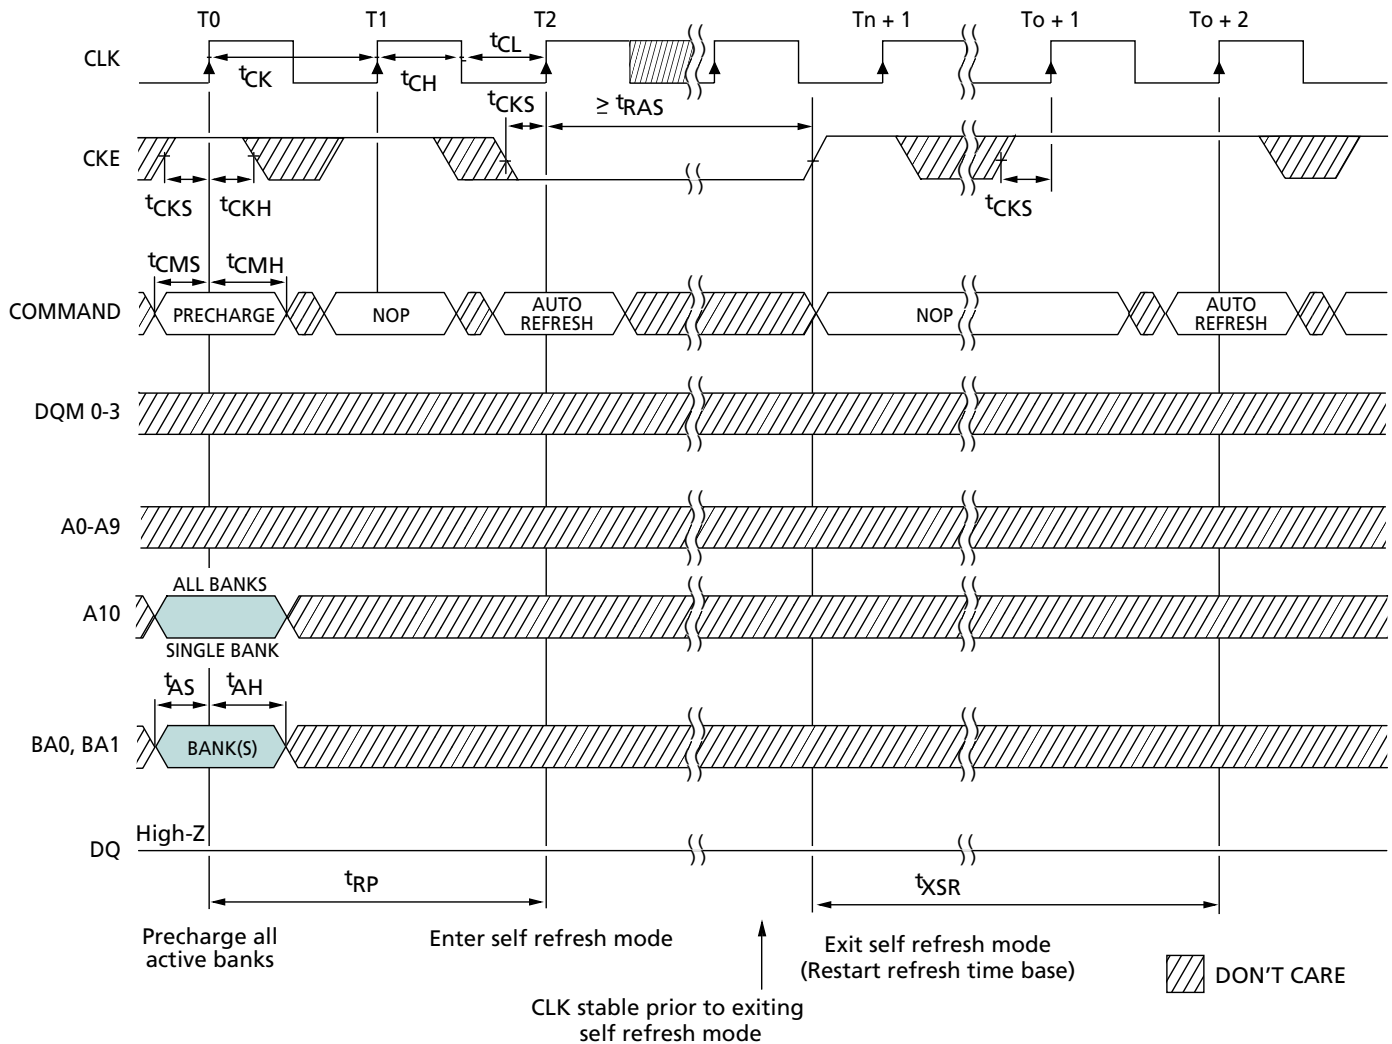 T0 T1 T2 Tn + 1 To + 1 To + 2
CLK
tCK
tCH
tCL
tCKS
≥ tRAS
CKE
tCKS
tCKH
tCKS
tCMS
tCMH
COMMAND
PRECHARGE
NOP
AUTO
REFRESH
NOP
AUTO
REFRESH
DQM 0-3
A0-A9
ALL BANKS
A10
SINGLE BANK
tAS
tAH
BA0, BA1
BANK(S)
High-Z
DQ
tRP
tXSR
Precharge all
active banks
Enter self refresh mode
CLK stable prior to exiting
self refresh mode
Exit self refresh mode
(Restart refresh time base)
DON'T CARE